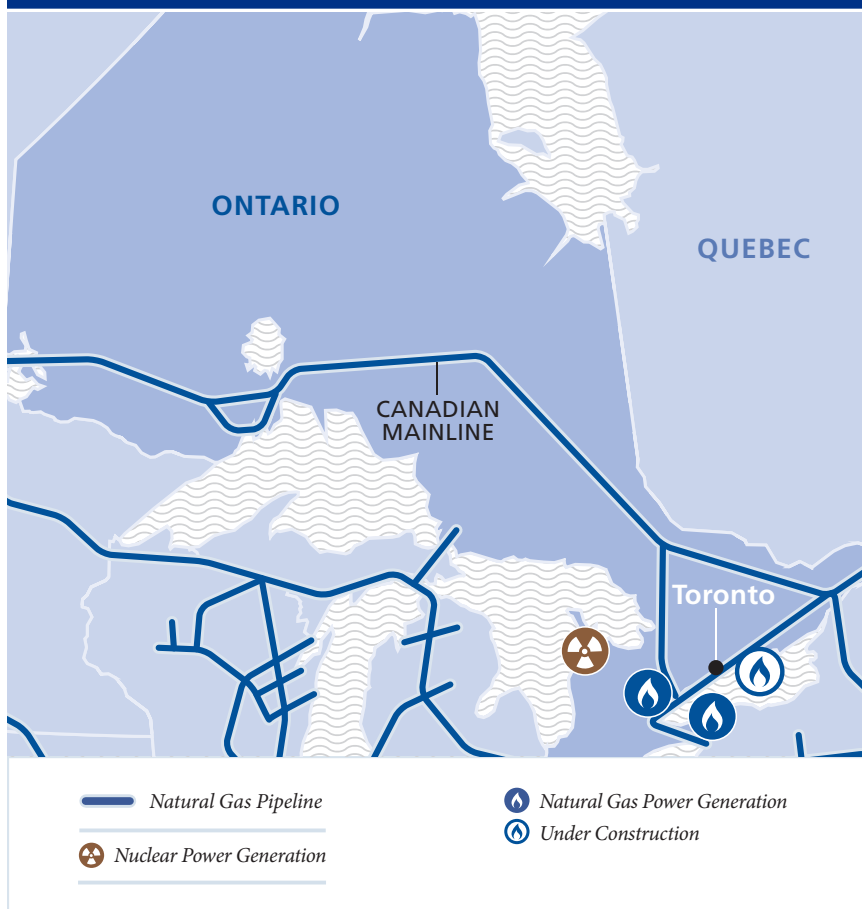 ONTARIO
QUEBEC
CANADIAN
MAINLINE
Toronto
Natural Gas Pipeline
Nuclear Power Generation
Natural Gas Power Generation
Under Construction